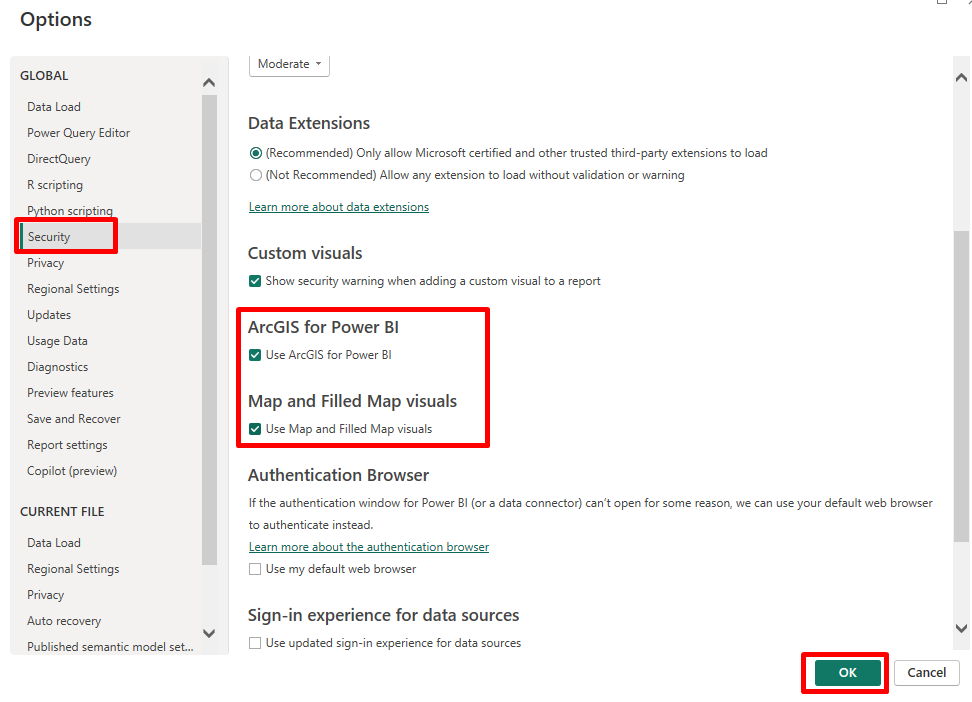 Options
GLOBAL
Data Load
Power Query Editor
DirectQuery
R scripting
Python scripting
Security
Privacy
Regional Settings
Updates
Usage Data
Diagnostics
Preview features
Save and Recover
Report settings
Copilot (preview)
CURRENT FILE
Data Load
Regional Settings
Privacy
Auto recovery
Published semantic model set...
Moderate
Data Extensions
(Recommended) Only allow Microsoft certified and other trusted third-party extensions to load
(Not Recommended) Allow any extension to load without validation or warning
Learn more about data extensions
Custom visuals
Show security warning when adding a custom visual to a report
ArcGIS for Power BI
Use ArcGIS for Power BI
Map and Filled Map visuals
Use Map and Filled Map visuals
Authentication Browser
If the authentication window for Power BI (or a data connector) can't open for some reason, we can use your default web browser
to authenticate instead.
Learn more about the authentication browser
Use my default web browser
Sign-in experience for data sources
Use updated sign-in experience for data sources
OK
Cancel